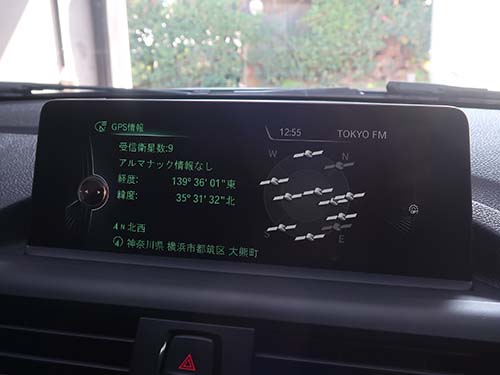 GPS情報
12:55
TOKYO FM
受信衛星数:9
アルマナック情報なし
経度: 139° 36' 01"東
緯度: 35° 31' 32"北
W
N
S
E
4 N 北西
神奈川県 横浜市都筑区 大熊町